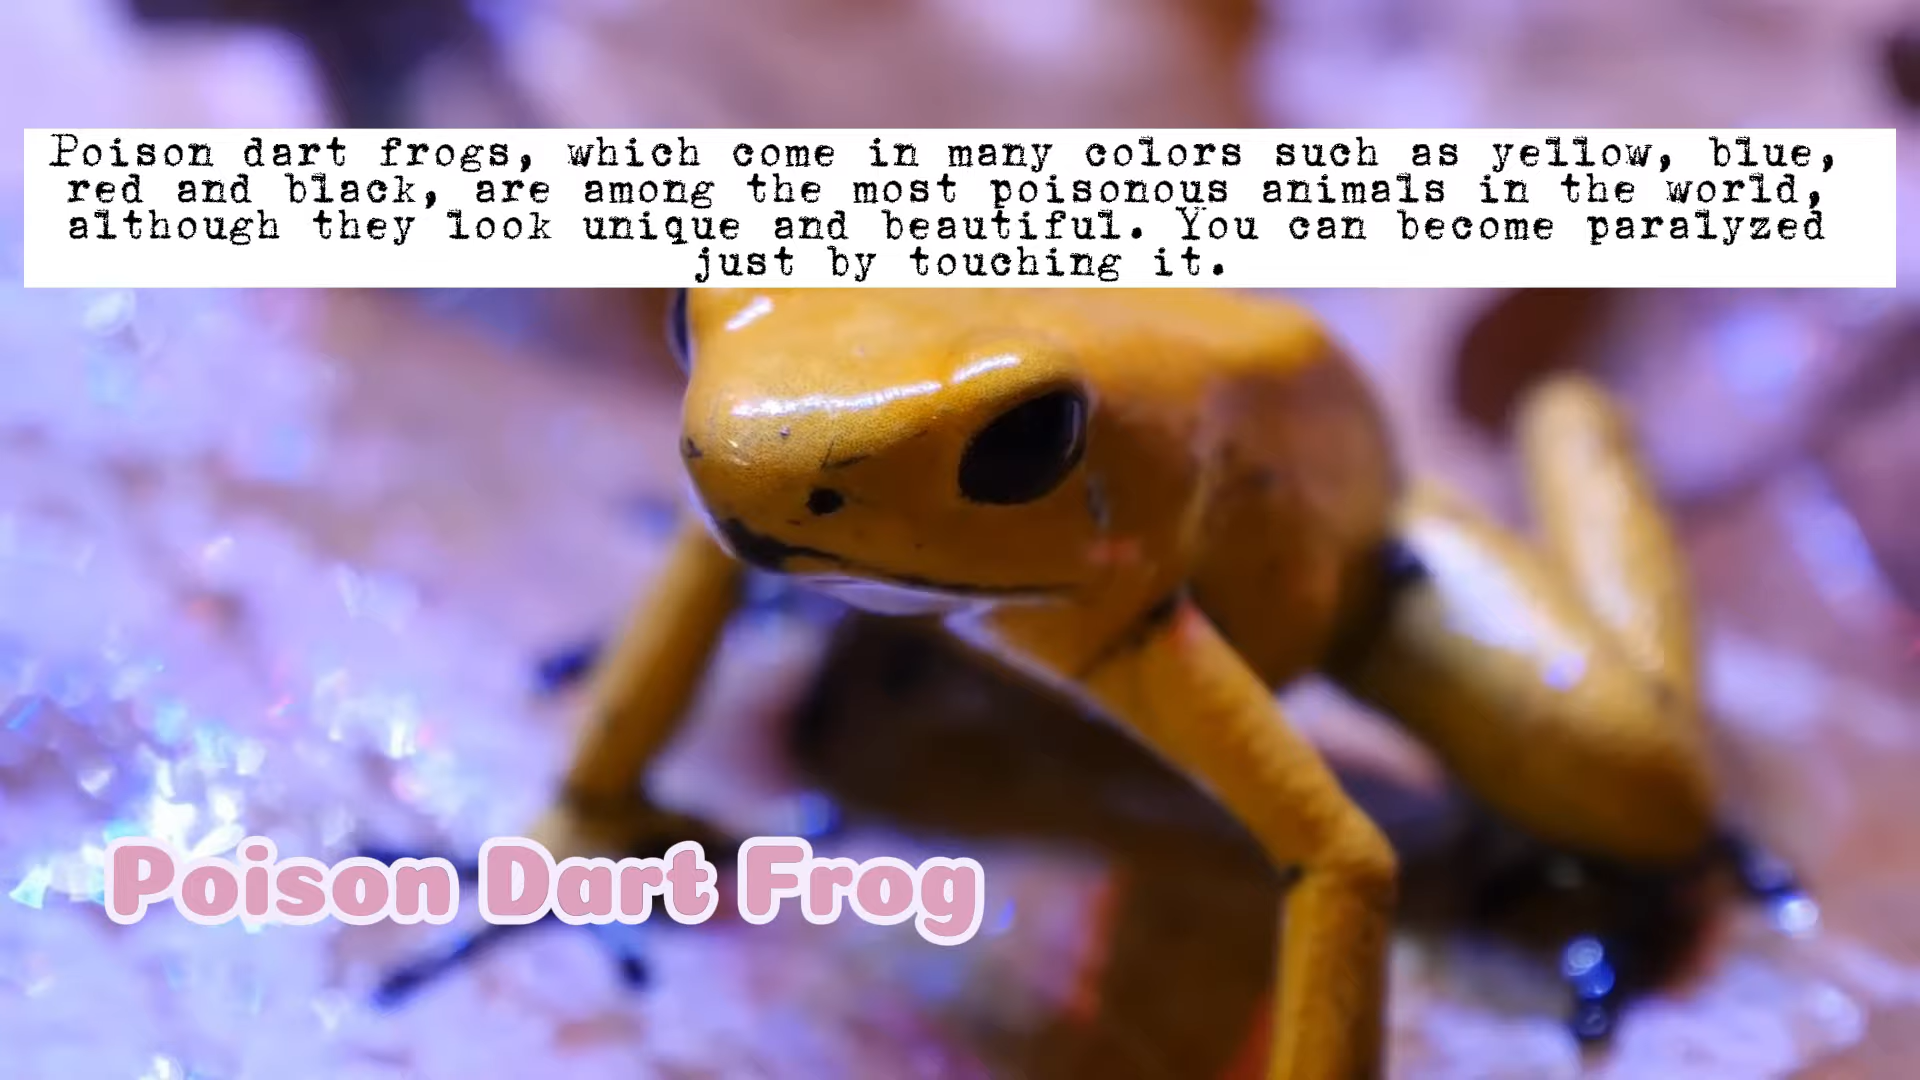 Poison dart frogs, which come in many colors such as yellow, blue,
red and black, are among the most poisonous animals in the world,
although they look unique and beautiful. You can become paralyzed
just by touching it.
Poison Dart Frog